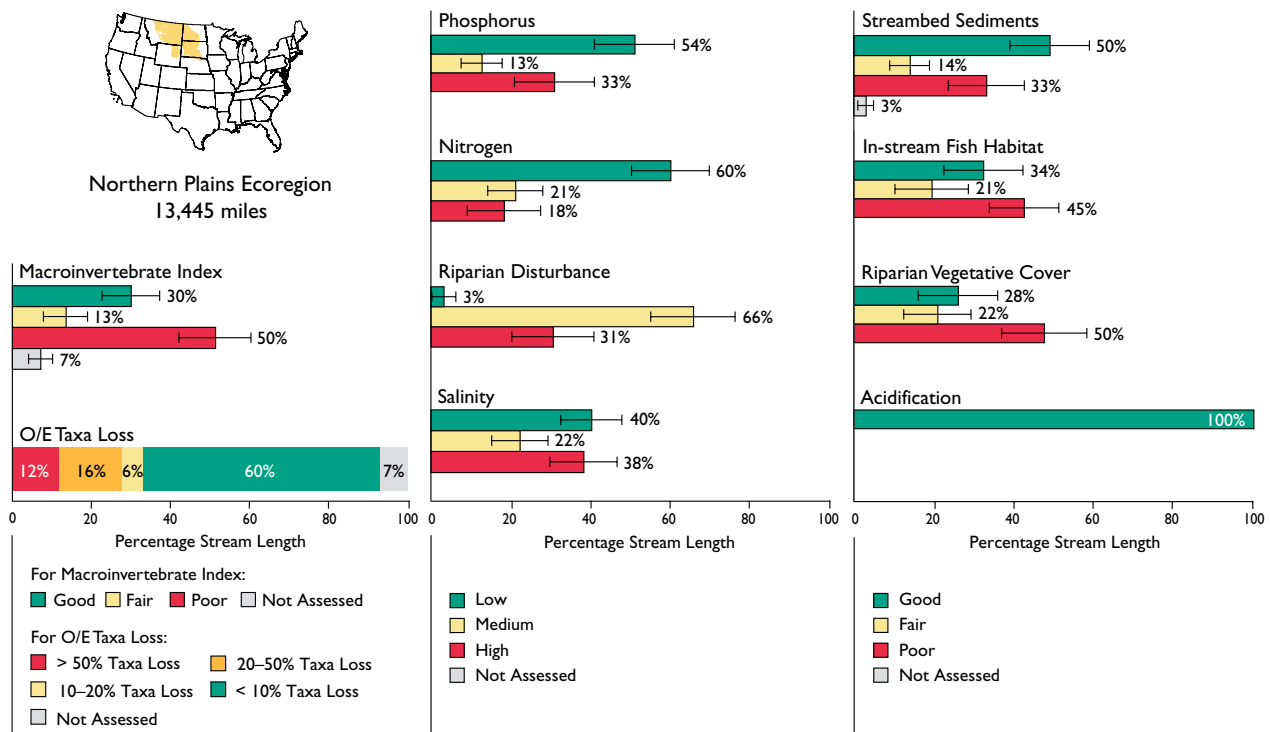 Northern Plains Ecoregion
13,445 miles
Macroinvertebrate Index
30%
13%
50%
7%
O/E Taxa Loss
12% 16% 6% 60% 7%
0 20 40 60 80 100
Percentage Stream Length
For Macroinvertebrate Index:
Good Fair Poor Not Assessed
For O/E Taxa Loss:
> 50% Taxa Loss 20–50% Taxa Loss
10–20% Taxa Loss < 10% Taxa Loss
Not Assessed
Phosphorus
54%
13%
33%
Nitrogen
60%
21%
18%
Riparian Disturbance
3%
66%
31%
Salinity
40%
22%
38%
0 20 40 60 80 100
Percentage Stream Length
Low
Medium
High
Not Assessed
Streambed Sediments
50%
14%
33%
3%
In-stream Fish Habitat
34%
21%
45%
Riparian Vegetative Cover
28%
22%
50%
Acidification
100%
0 20 40 60 80 100
Percentage Stream Length
Good
Fair
Poor
Not Assessed